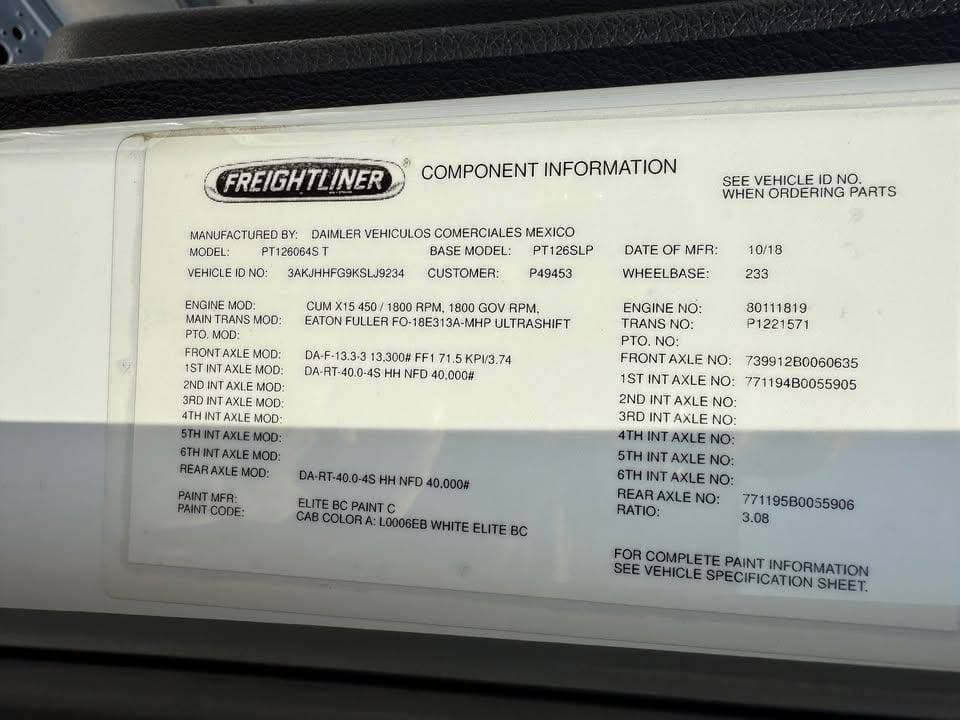 FREIGHTLINER ® COMPONENT INFORMATION
SEE VEHICLE ID NO.
WHEN ORDERING PARTS
MANUFACTURED BY: DAIMLER VEHICULOS COMERCIALES MEXICO
MODEL: PT126064S T BASE MODEL: PT126SLP DATE OF MFR: 10/18
VEHICLE ID NO: 3AKJHHFG9KSLJ9234 CUSTOMER: P49453 WHEELBASE: 233
ENGINE MOD: CUM X15 450 / 1800 RPM, 1800 GOV RPM, ENGINE NO: 80111819
MAIN TRANS MOD: EATON FULLER FO-18E313A-MHP ULTRASHIFT TRANS NO: P1221571
PTO. MOD: PTO. NO:
FRONT AXLE MOD: DA-F-13.3-3 13,300# FF1 71.5 KPI/3.74 FRONT AXLE NO: 739912B0060635
1ST INT AXLE MOD: DA-RT-40.0-4S HH NFD 40,000# 1ST INT AXLE NO: 771194B0055905
2ND INT AXLE MOD: 2ND INT AXLE NO:
3RD INT AXLE MOD: 3RD INT AXLE NO:
4TH INT AXLE MOD: 4TH INT AXLE NO:
5TH INT AXLE MOD: 5TH INT AXLE NO:
6TH INT AXLE MOD: 6TH INT AXLE NO:
REAR AXLE MOD: DA-RT-40.0-4S HH NFD 40,000# REAR AXLE NO: 771195B0055906
RATIO: 3.08
PAINT MFR: ELITE BC PAINT C
PAINT CODE: CAB COLOR A: L0006EB WHITE ELITE BC
FOR COMPLETE PAINT INFORMATION
SEE VEHICLE SPECIFICATION SHEET.